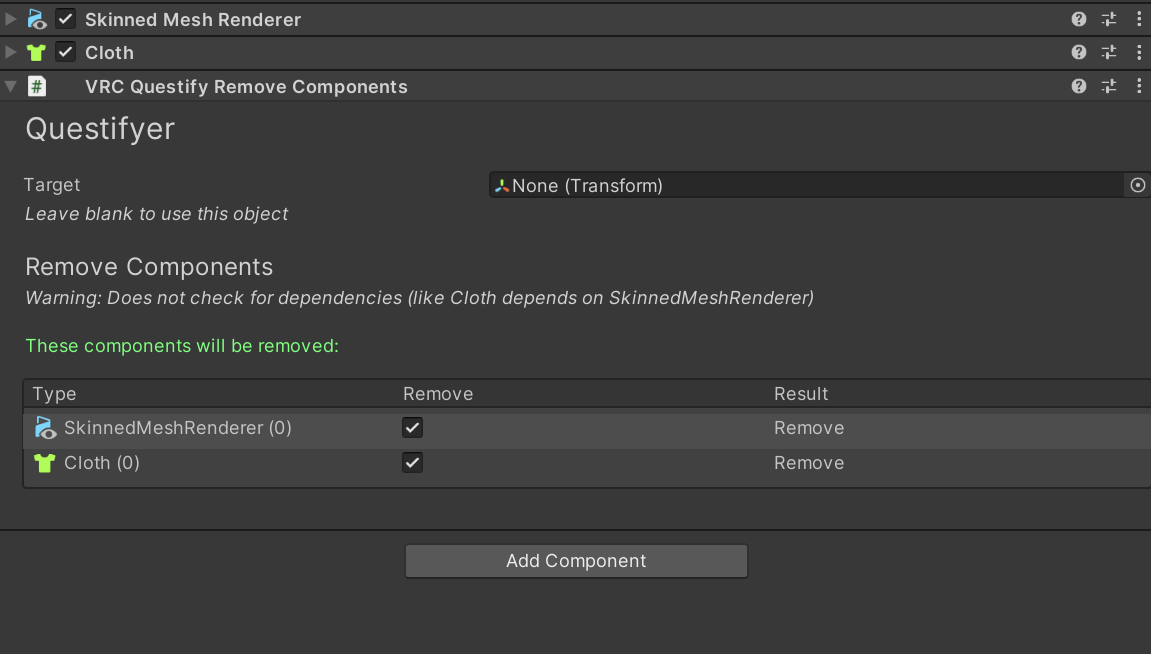 Skinned Mesh Renderer
Cloth
# VRC Questify Remove Components
Questifyer
Target None (Transform)
Leave blank to use this object
Remove Components
Warning: Does not check for dependencies (like Cloth depends on SkinnedMeshRenderer)
These components will be removed:
Type Remove Result
SkinnedMeshRenderer (0) Remove
Cloth (0) Remove
Add Component